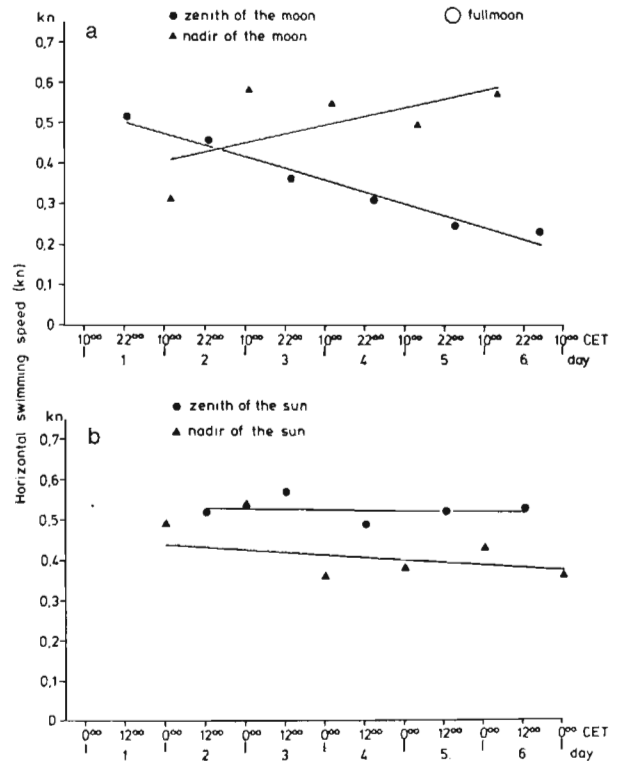 kn
a
● zenith of the moon
○ fullmoon
▲ nadir of the moon
0,7
0,6
0,5
0,4
0,3
0,2
0,1
0
10⁰⁰ 22⁰⁰ 10⁰⁰ 22⁰⁰ 10⁰⁰ 22⁰⁰ 10⁰⁰ 22⁰⁰ 10⁰⁰ 22⁰⁰ 10⁰⁰ 22⁰⁰ 10⁰⁰ CET
1 2 3 4 5 6. day
Horizontal swimming speed (kn)
kn
b
● zenith of the sun
▲ nadir of the sun
0,7
0,6
0,5
0,4
0,3
0,2
0,1
0
0⁰⁰ 12⁰⁰ 0⁰⁰ 12⁰⁰ 0⁰⁰ 12⁰⁰ 0⁰⁰ 12⁰⁰ 0⁰⁰ 12⁰⁰ 0⁰⁰ 12⁰⁰ 0⁰⁰ CET
1 2 3 4 5. 6 day